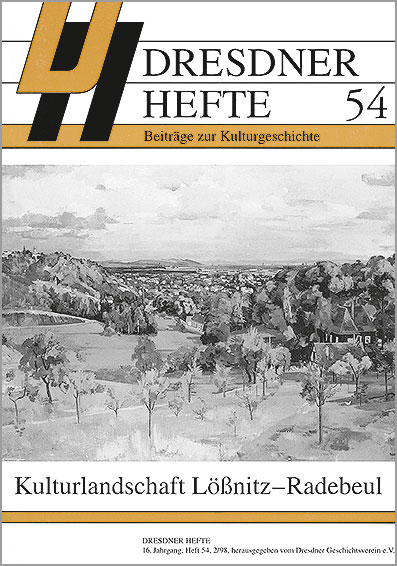 DRESDNER
HEFTE 54
Beiträge zur Kulturgeschichte
Kulturlandschaft Lößnitz–Radebeul
DRESDNER HEFTE
16. Jahrgang, Heft 54, 2/98, herausgegeben vom Dresdner Geschichtsverein e.V.